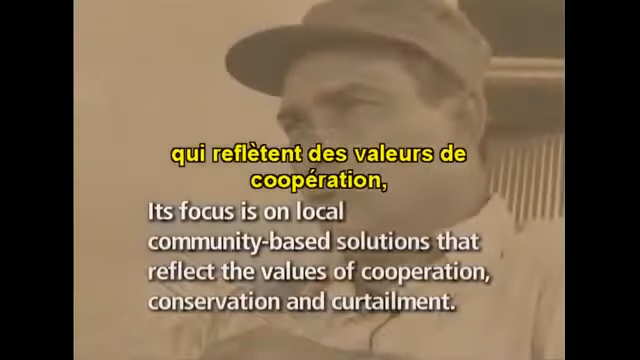 qui reflètent des valeurs de
coopération,
Its focus is on local
community-based solutions that
reflect the values of cooperation,
conservation and curtailment.